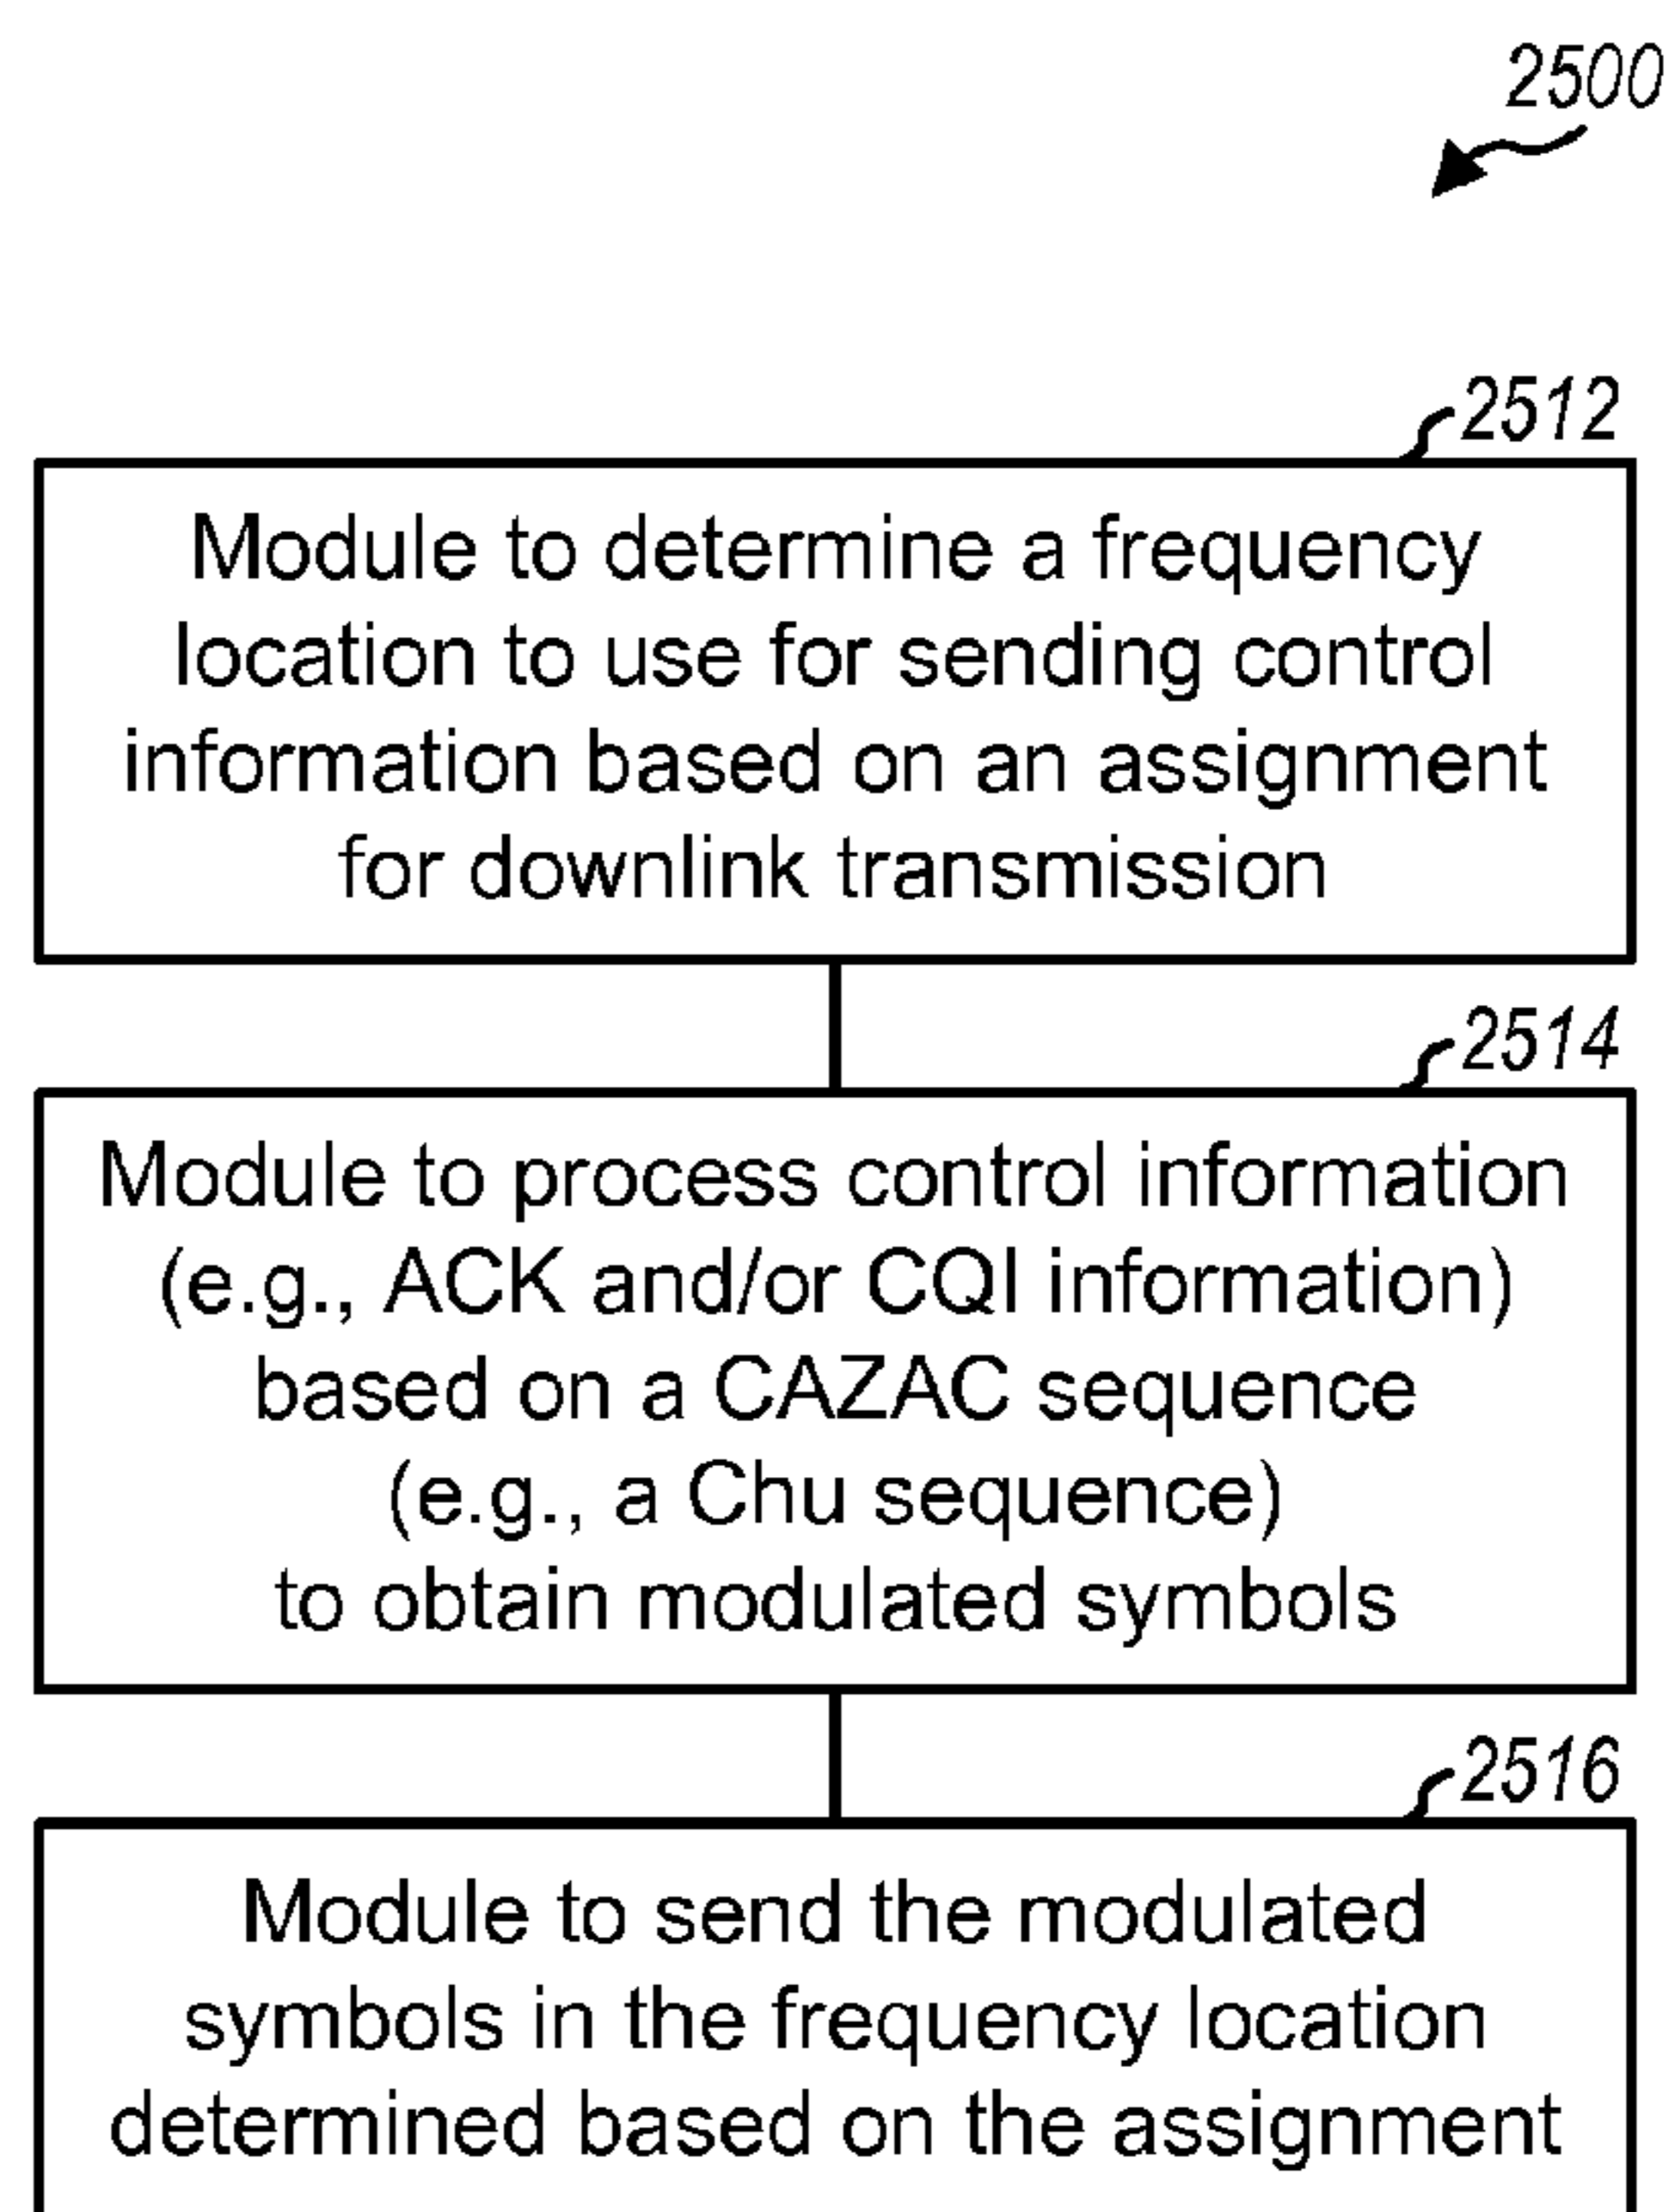 2500
2512
Module to determine a frequency
location to use for sending control
information based on an assignment
for downlink transmission
2514
Module to process control information
(e.g., ACK and/or CQI information)
based on a CAZAC sequence
(e.g., a Chu sequence)
to obtain modulated symbols
2516
Module to send the modulated
symbols in the frequency location
determined based on the assignment